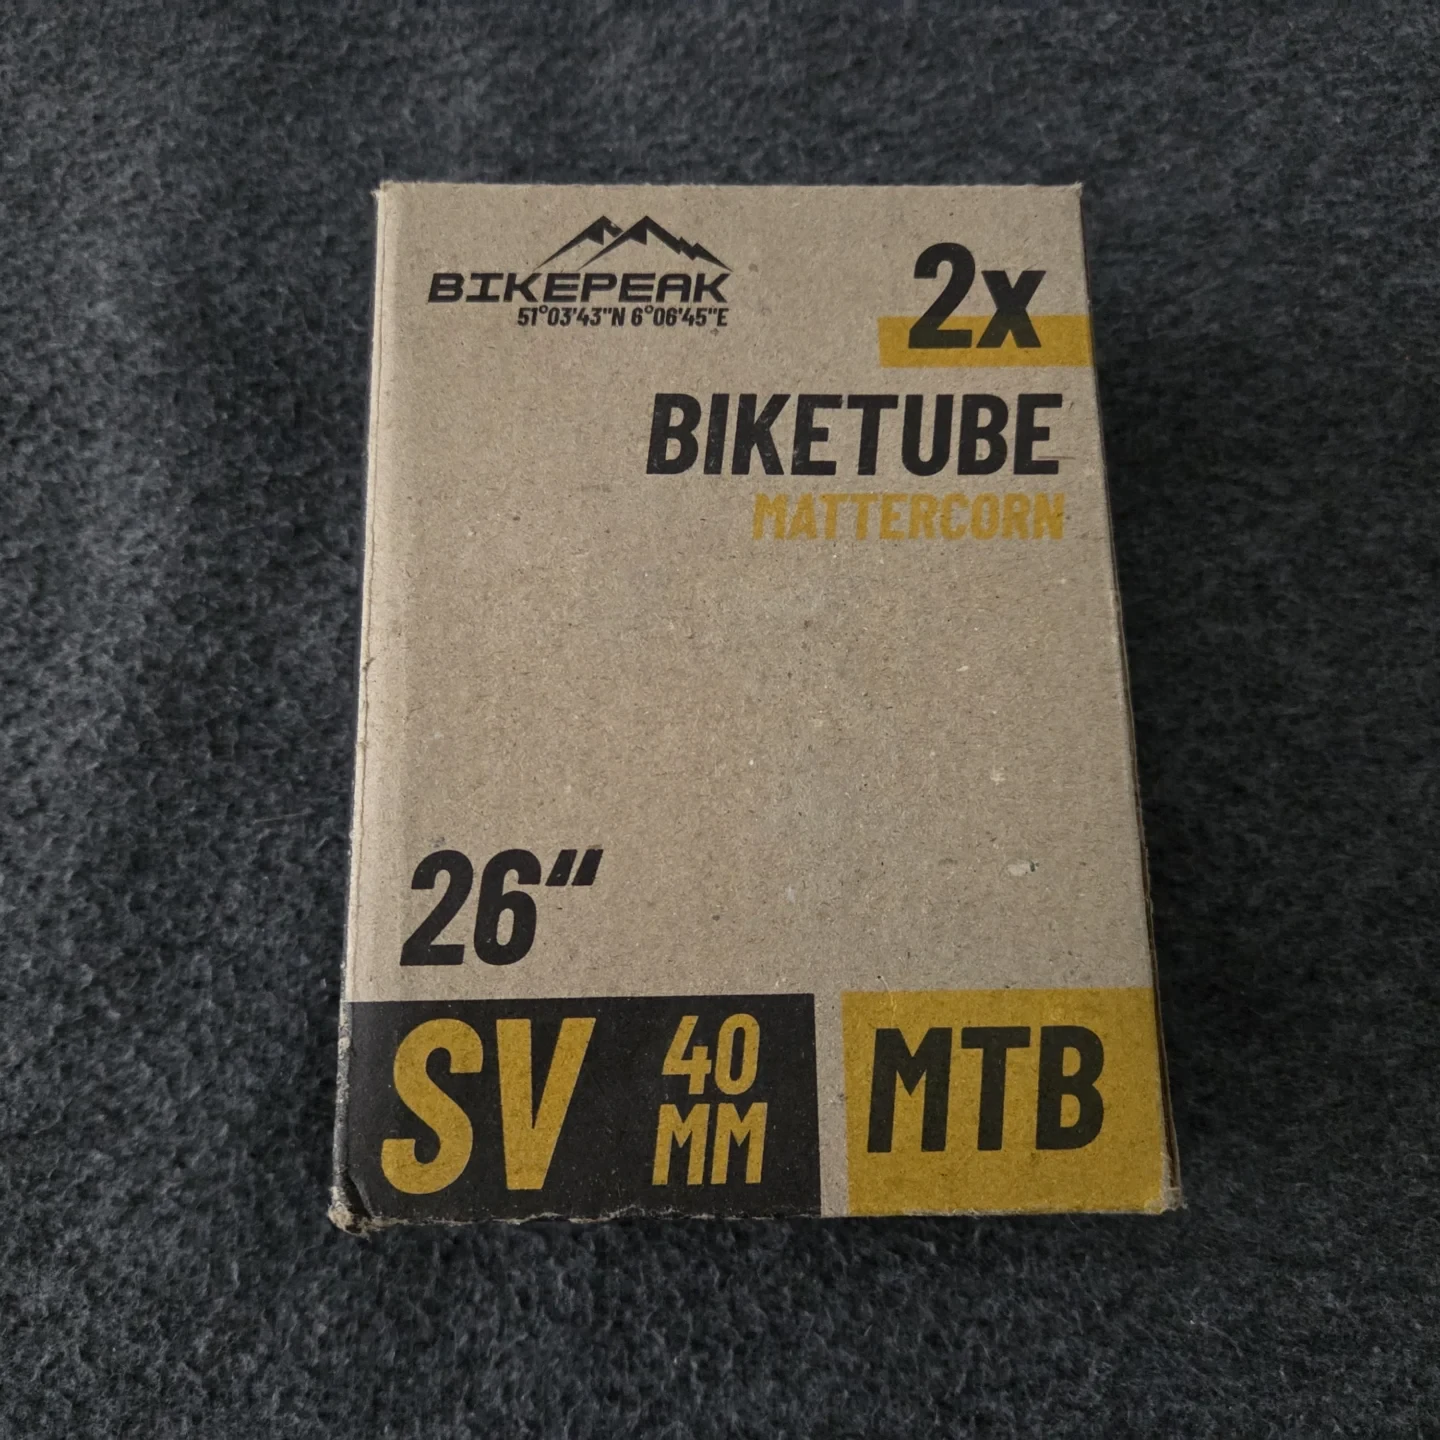 BIKEPEAK
51°03'43"N 6°06'45"E
2x
BIKETUBE
MATTERCORN
26"
SV
40
MM
MTB